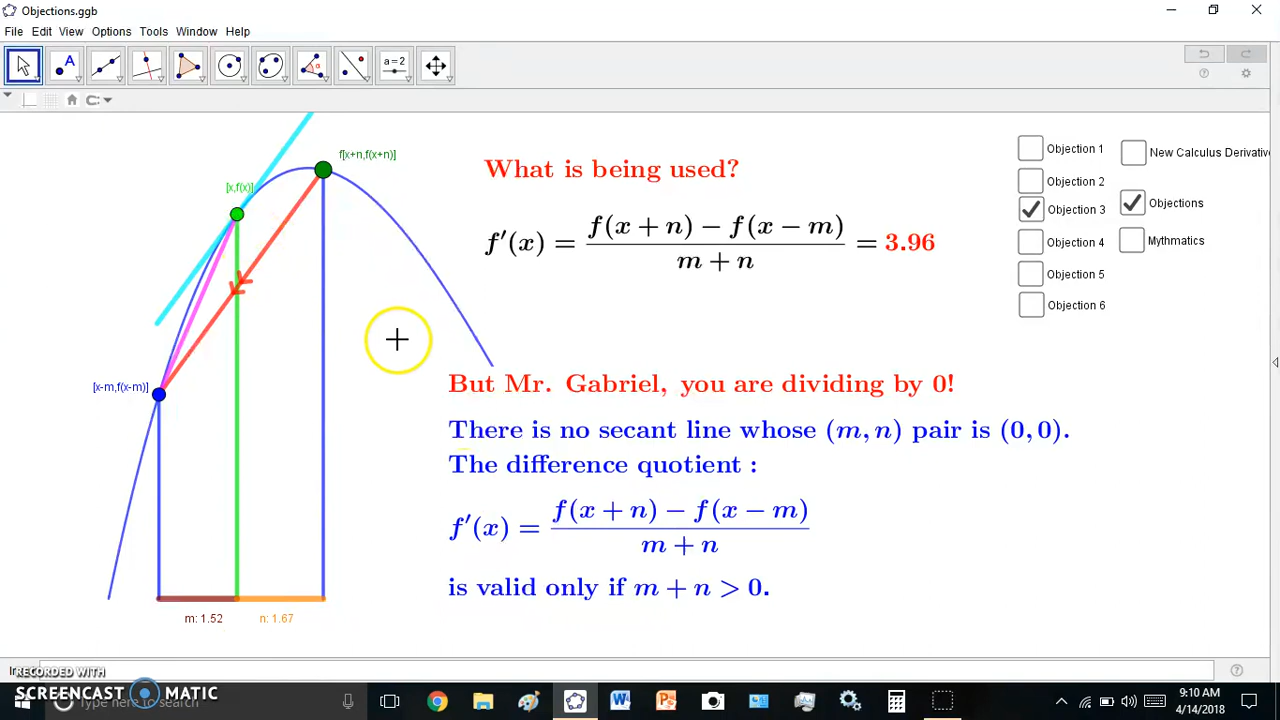 Objections.ggb
File Edit View Options Tools Window Help
A
a = 2
f[x+n,f(x+n)]
[x,f(x)]
[x-m,f(x-m)]
m: 1.52
n: 1.67
What is being used?
f′(x) = (f(x + n) − f(x − m)) / (m + n) = 3.96
But Mr. Gabriel, you are dividing by 0!
There is no secant line whose (m, n) pair is (0, 0).
The difference quotient :
f′(x) = (f(x + n) − f(x − m)) / (m + n)
is valid only if m + n > 0.
Objection 1
Objection 2
Objection 3
Objection 4
Objection 5
Objection 6
New Calculus Derivative
Objections
Mythmatics
RECORDED WITH
SCREENCAST MATIC
Type here to search
9:10 AM
4/14/2018